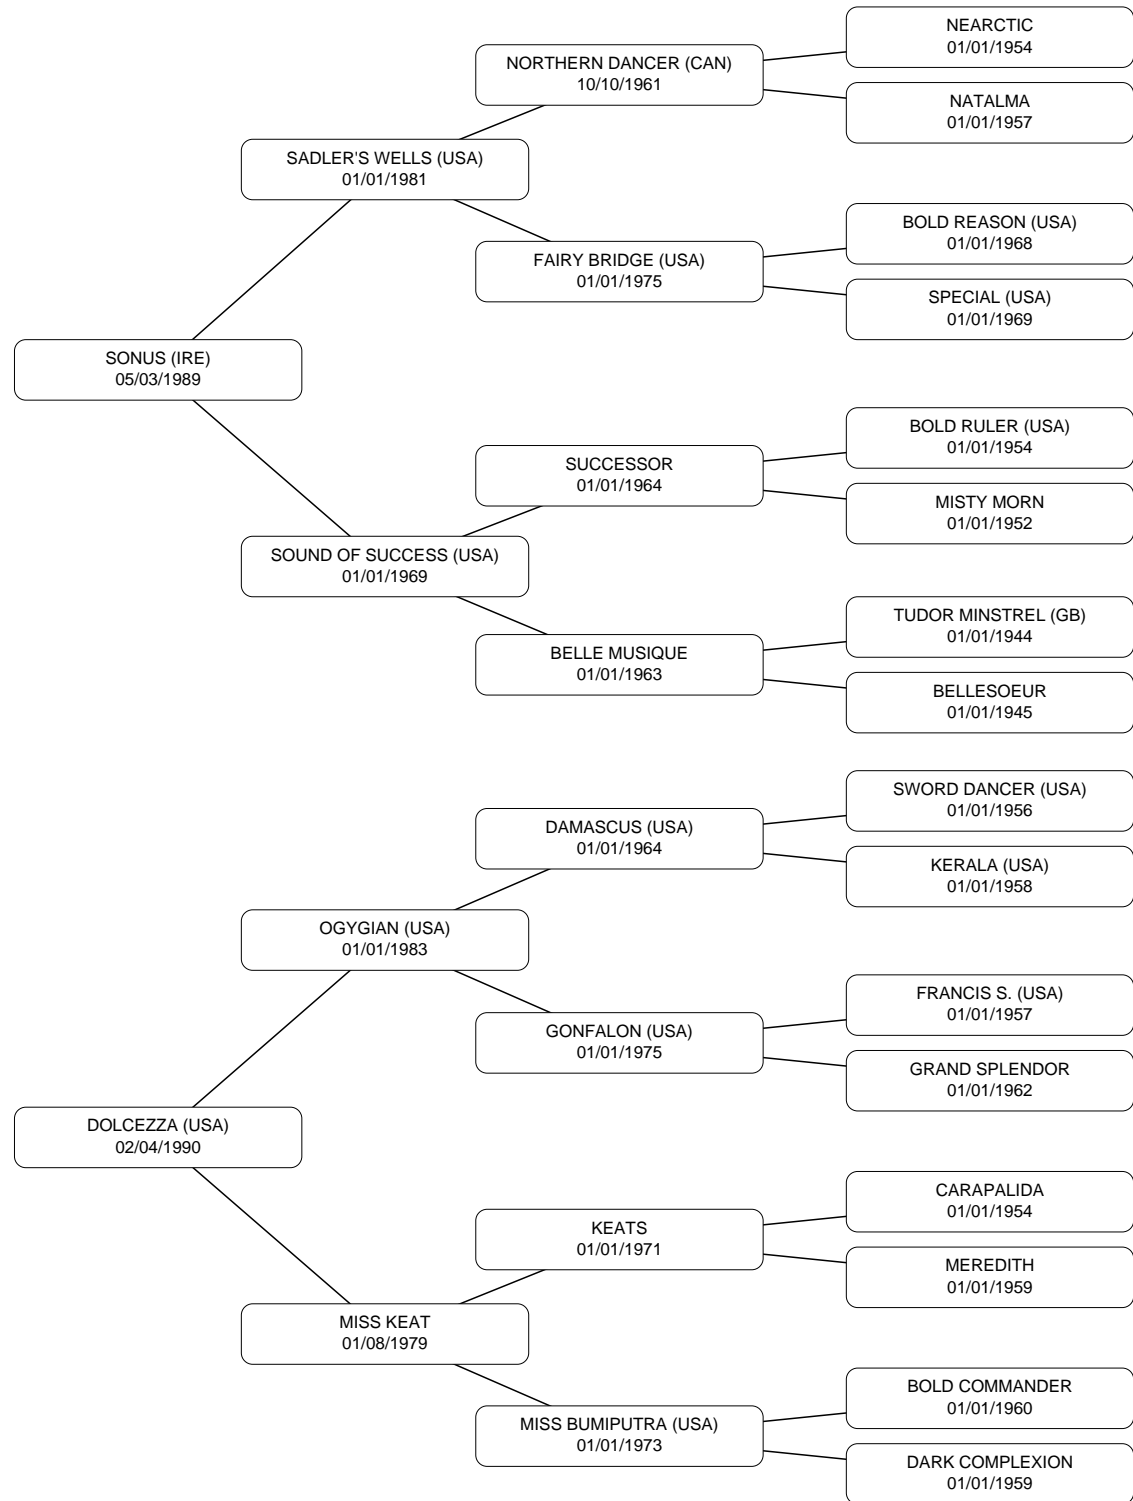 NEARCTIC
01/01/1954
NORTHERN DANCER (CAN)
10/10/1961
NATALMA
01/01/1957
SADLER'S WELLS (USA)
01/01/1981
BOLD REASON (USA)
01/01/1968
FAIRY BRIDGE (USA)
01/01/1975
SPECIAL (USA)
01/01/1969
SONUS (IRE)
05/03/1989
BOLD RULER (USA)
01/01/1954
SUCCESSOR
01/01/1964
MISTY MORN
01/01/1952
SOUND OF SUCCESS (USA)
01/01/1969
TUDOR MINSTREL (GB)
01/01/1944
BELLE MUSIQUE
01/01/1963
BELLESOEUR
01/01/1945
SWORD DANCER (USA)
01/01/1956
DAMASCUS (USA)
01/01/1964
KERALA (USA)
01/01/1958
OGYGIAN (USA)
01/01/1983
FRANCIS S. (USA)
01/01/1957
GONFALON (USA)
01/01/1975
GRAND SPLENDOR
01/01/1962
DOLCEZZA (USA)
02/04/1990
CARAPALIDA
01/01/1954
KEATS
01/01/1971
MEREDITH
01/01/1959
MISS KEAT
01/08/1979
BOLD COMMANDER
01/01/1960
MISS BUMIPUTRA (USA)
01/01/1973
DARK COMPLEXION
01/01/1959